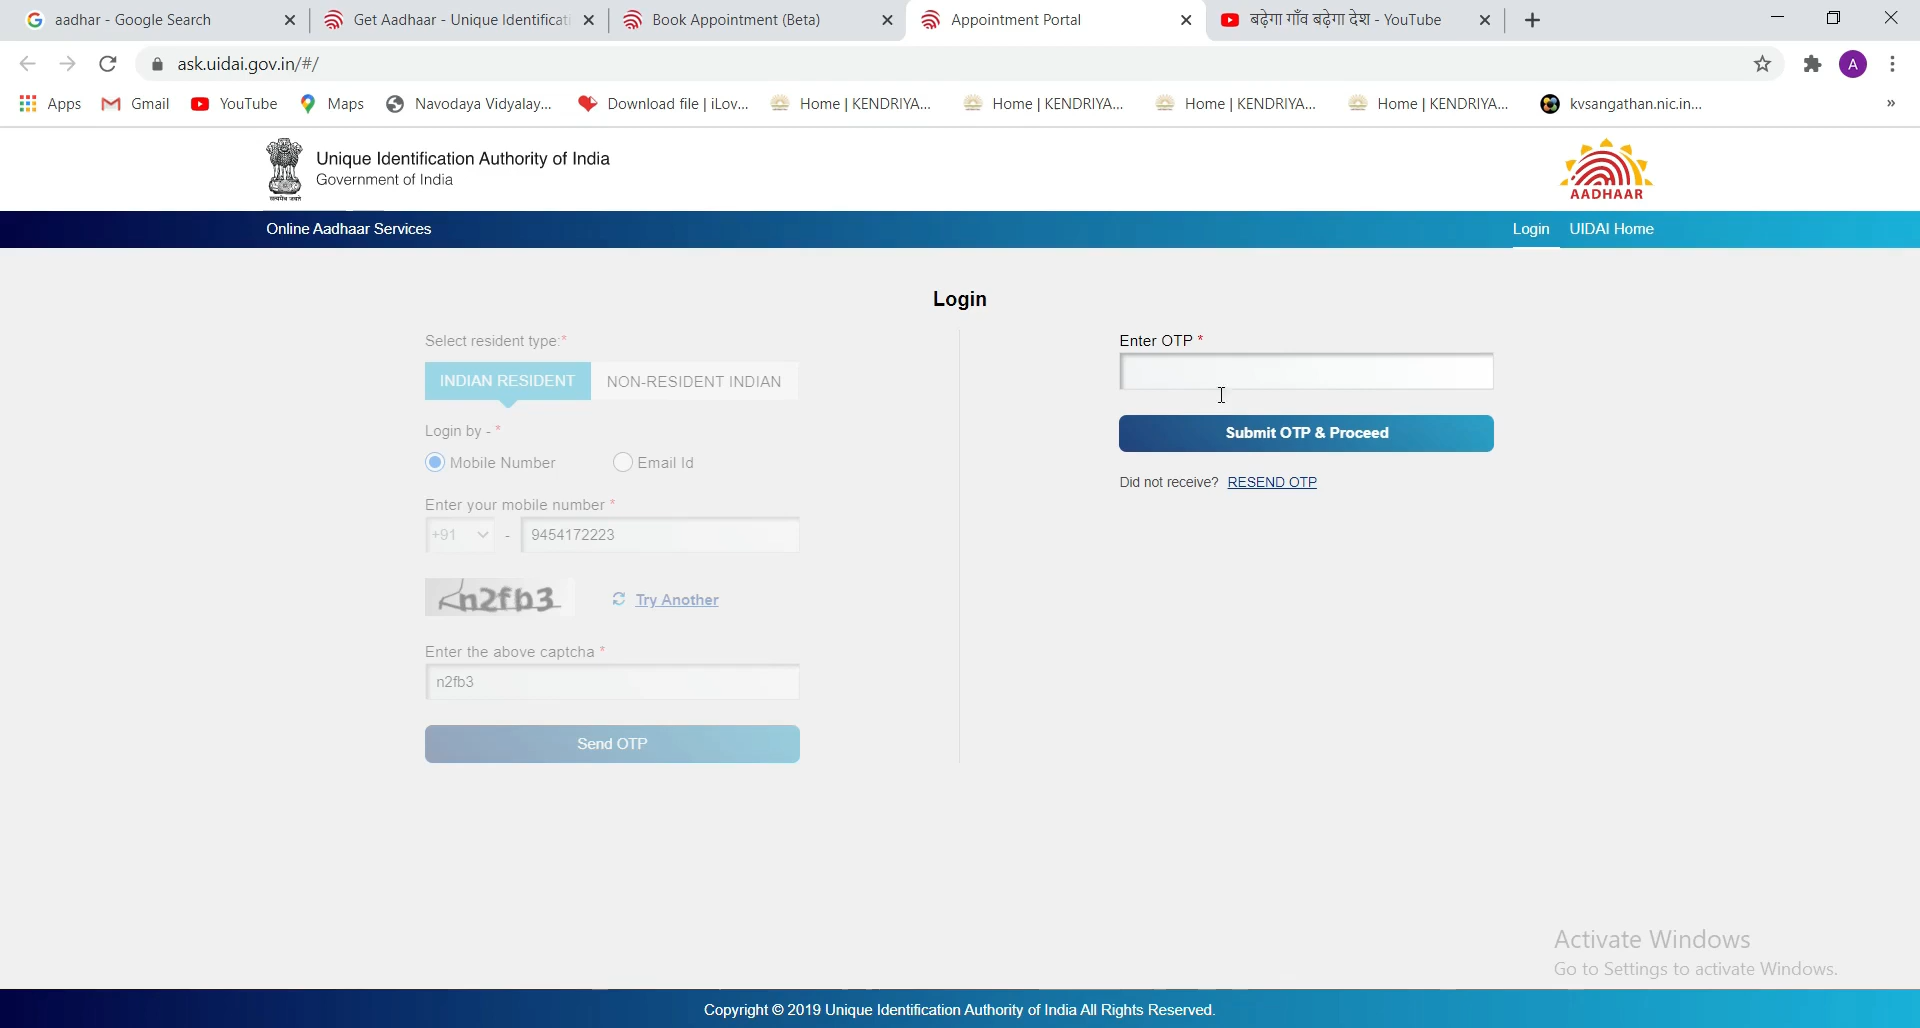 aadhar - Google Search
Get Aadhaar - Unique Identificati
Book Appointment (Beta)
Appointment Portal
बढ़ेगा गाँव बढ़ेगा देश - YouTube
ask.uidai.gov.in/#/
A
Apps
Gmail
YouTube
Maps
Navodaya Vidyalay...
Download file | iLov...
Home | KENDRIYA...
Home | KENDRIYA...
Home | KENDRIYA...
Home | KENDRIYA...
kvsangathan.nic.in...
»
Unique Identification Authority of India
Government of India
सत्यमेव जयते
AADHAAR
Online Aadhaar Services
Login
UIDAI Home
Login
Select resident type:*
INDIAN RESIDENT
NON-RESIDENT INDIAN
Login by - *
Mobile Number
Email Id
Enter your mobile number *
+91 - 9454172223
n2fb3
Try Another
Enter the above captcha *
n2fb3
Send OTP
Enter OTP *
Submit OTP & Proceed
Did not receive? RESEND OTP
Activate Windows
Go to Settings to activate Windows.
Copyright © 2019 Unique Identification Authority of India All Rights Reserved.